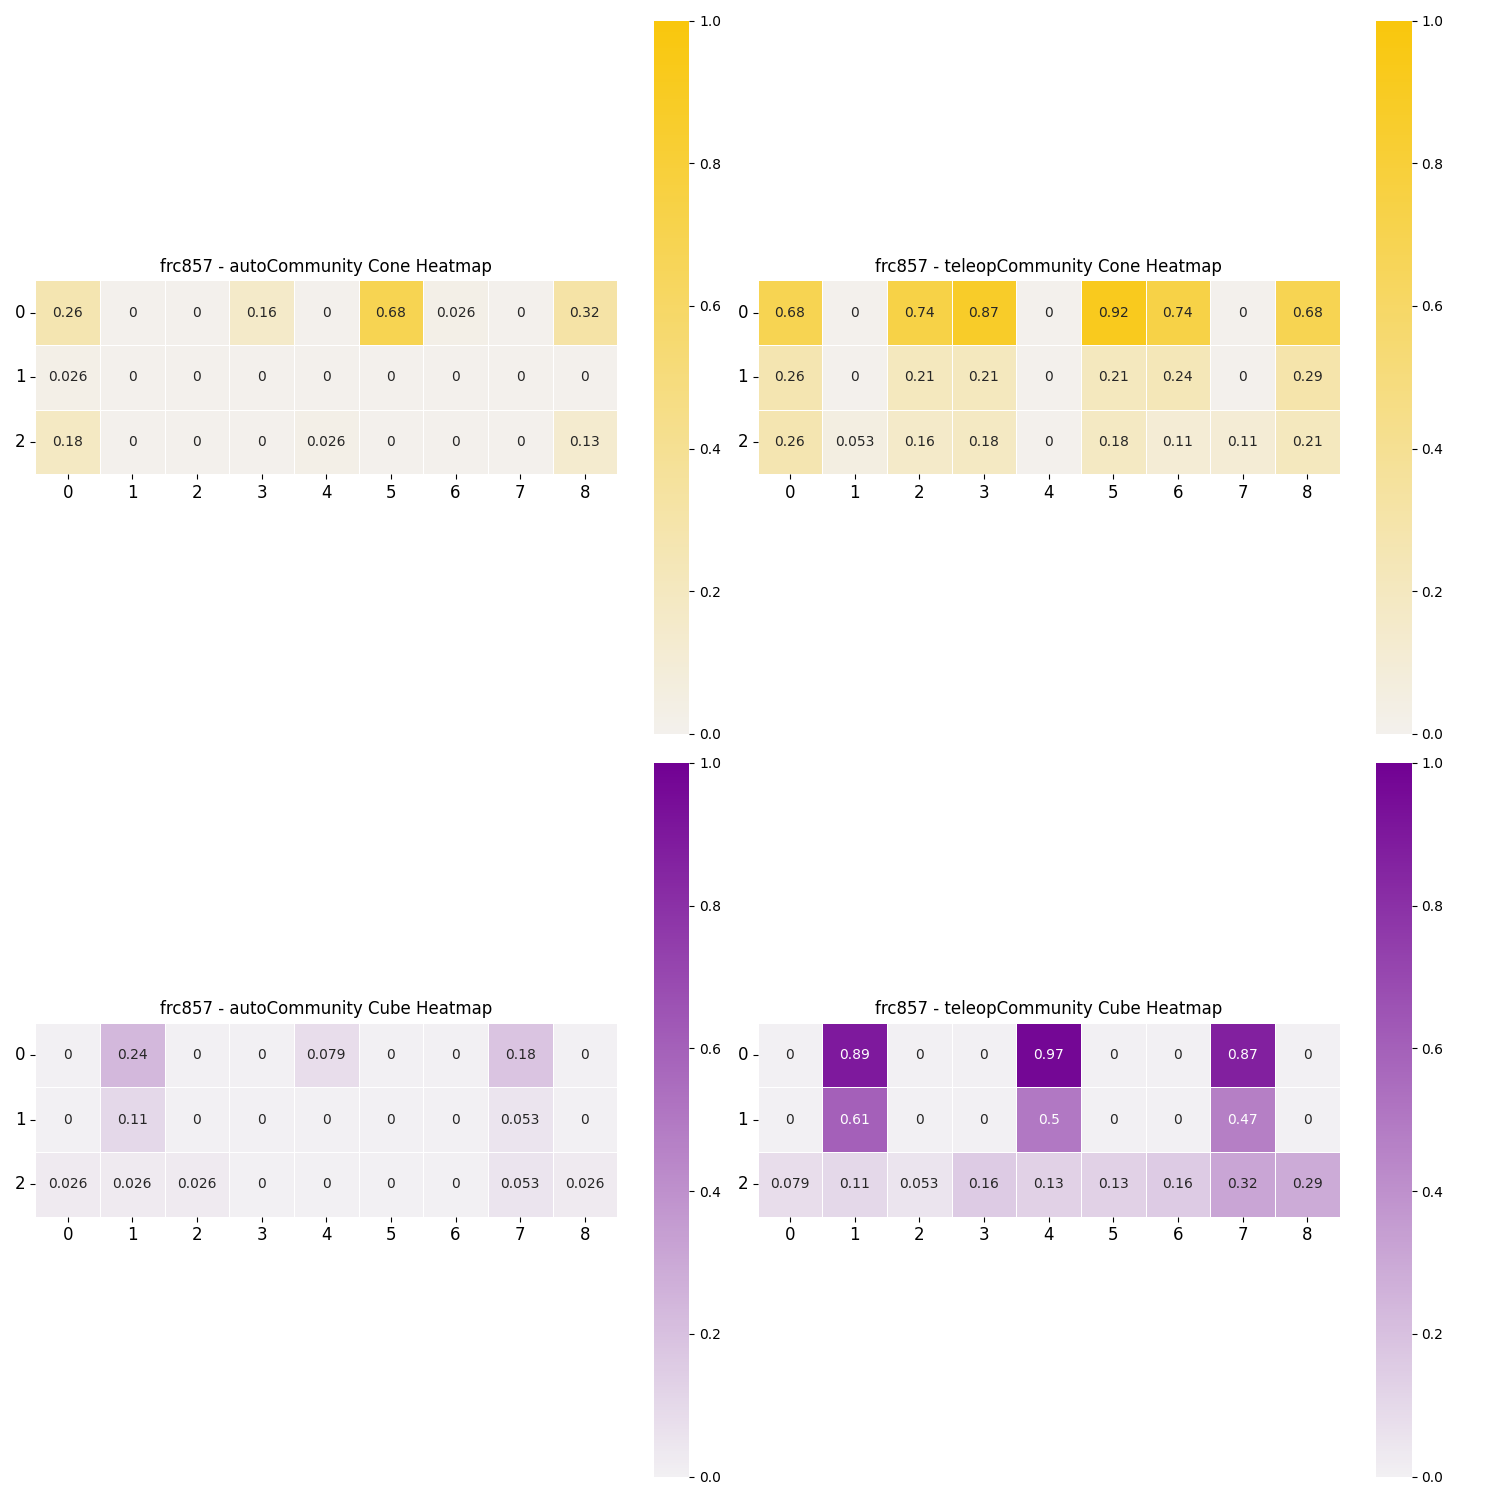 frc857 - autoCommunity Cone Heatmap
0 0.26 0 0 0.16 0 0.68 0.026 0 0.32
1 0.026 0 0 0 0 0 0 0 0
2 0.18 0 0 0 0.026 0 0 0 0.13
0 1 2 3 4 5 6 7 8
1.0
0.8
0.6
0.4
0.2
0.0
frc857 - teleopCommunity Cone Heatmap
0 0.68 0 0.74 0.87 0 0.92 0.74 0 0.68
1 0.26 0 0.21 0.21 0 0.21 0.24 0 0.29
2 0.26 0.053 0.16 0.18 0 0.18 0.11 0.11 0.21
0 1 2 3 4 5 6 7 8
1.0
0.8
0.6
0.4
0.2
0.0
frc857 - autoCommunity Cube Heatmap
0 0 0.24 0 0 0.079 0 0 0.18 0
1 0 0.11 0 0 0 0 0 0.053 0
2 0.026 0.026 0.026 0 0 0 0 0.053 0.026
0 1 2 3 4 5 6 7 8
1.0
0.8
0.6
0.4
0.2
0.0
frc857 - teleopCommunity Cube Heatmap
0 0 0.89 0 0 0.97 0 0 0.87 0
1 0 0.61 0 0 0.5 0 0 0.47 0
2 0.079 0.11 0.053 0.16 0.13 0.13 0.16 0.32 0.29
0 1 2 3 4 5 6 7 8
1.0
0.8
0.6
0.4
0.2
0.0